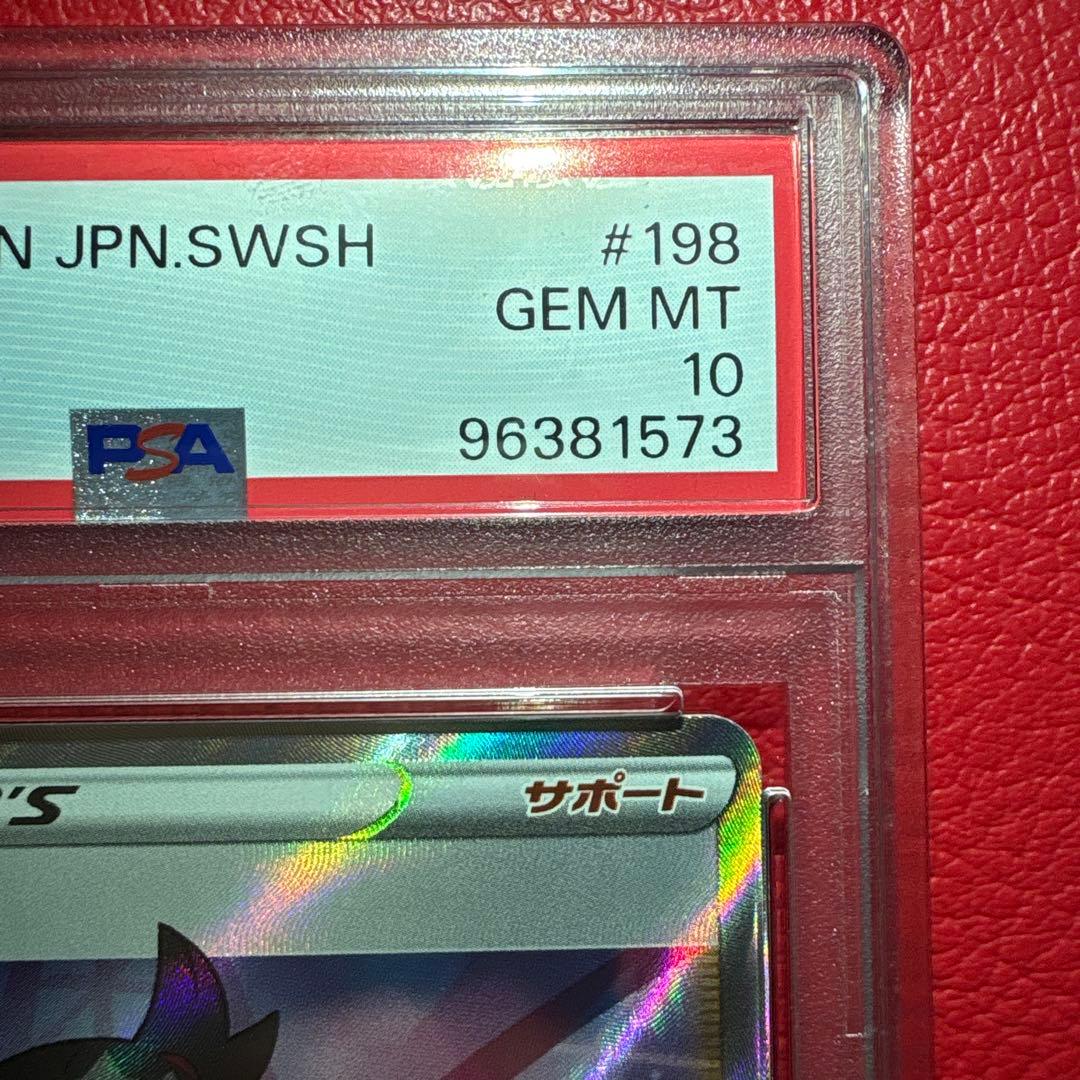 N JPN.SWSH #198
GEM MT
10
PSA 96381573
'S サポート